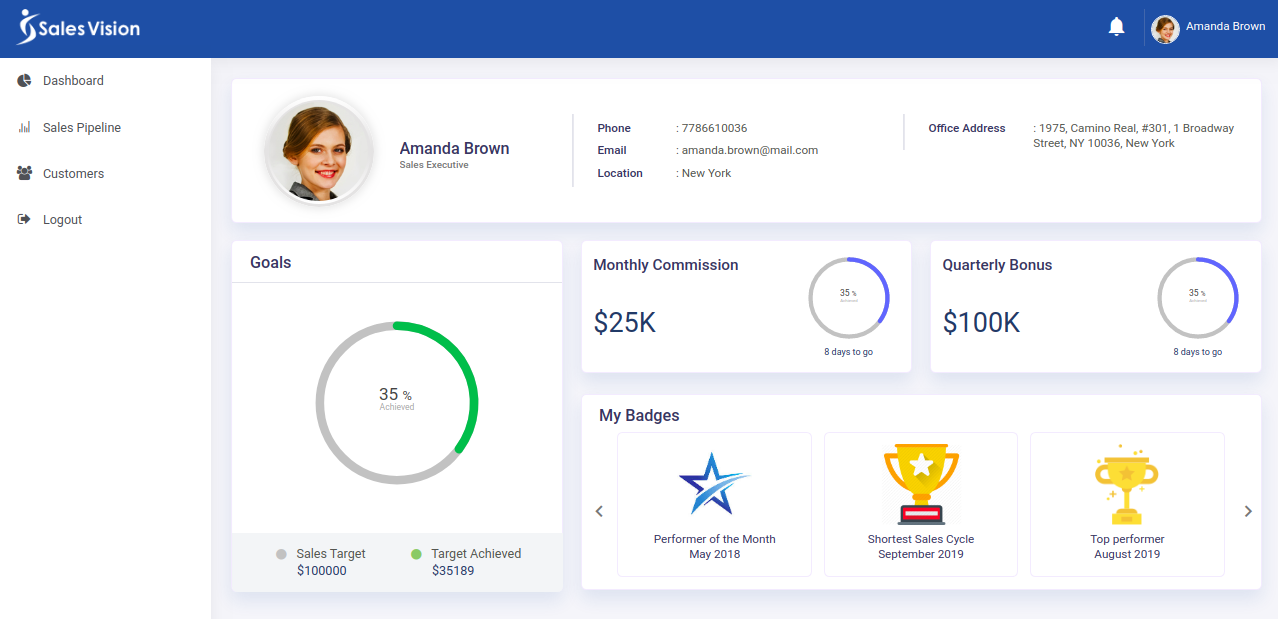 Sales Vision
Amanda Brown
Dashboard
Sales Pipeline
Customers
Logout
Amanda Brown
Sales Executive
Phone : 7786610036
Email : amanda.brown@mail.com
Location : New York
Office Address : 1975, Camino Real, #301, 1 Broadway
Street, NY 10036, New York
Goals
35 %
Achieved
Sales Target
$100000
Target Achieved
$35189
Monthly Commission
$25K
35 %
Achieved
8 days to go
Quarterly Bonus
$100K
35 %
Achieved
8 days to go
My Badges
Performer of the Month
May 2018
Shortest Sales Cycle
September 2019
Top performer
August 2019